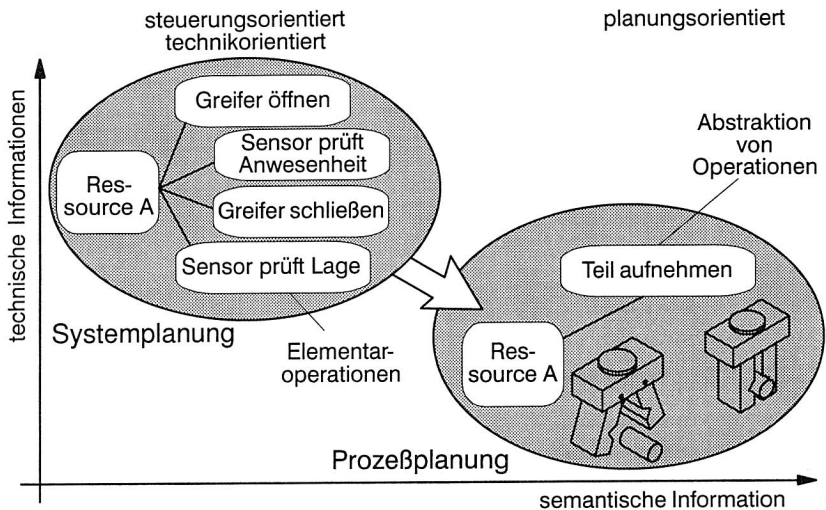 steuerungsorientiert
technikorientiert
planungsorientiert
technische Informationen
Greifer öffnen
Sensor prüft
Anwesenheit
Res-
source A
Greifer schließen
Sensor prüft Lage
Systemplanung
Elementar-
operationen
Abstraktion
von
Operationen
Teil aufnehmen
Res-
source A
Prozeßplanung
semantische Information